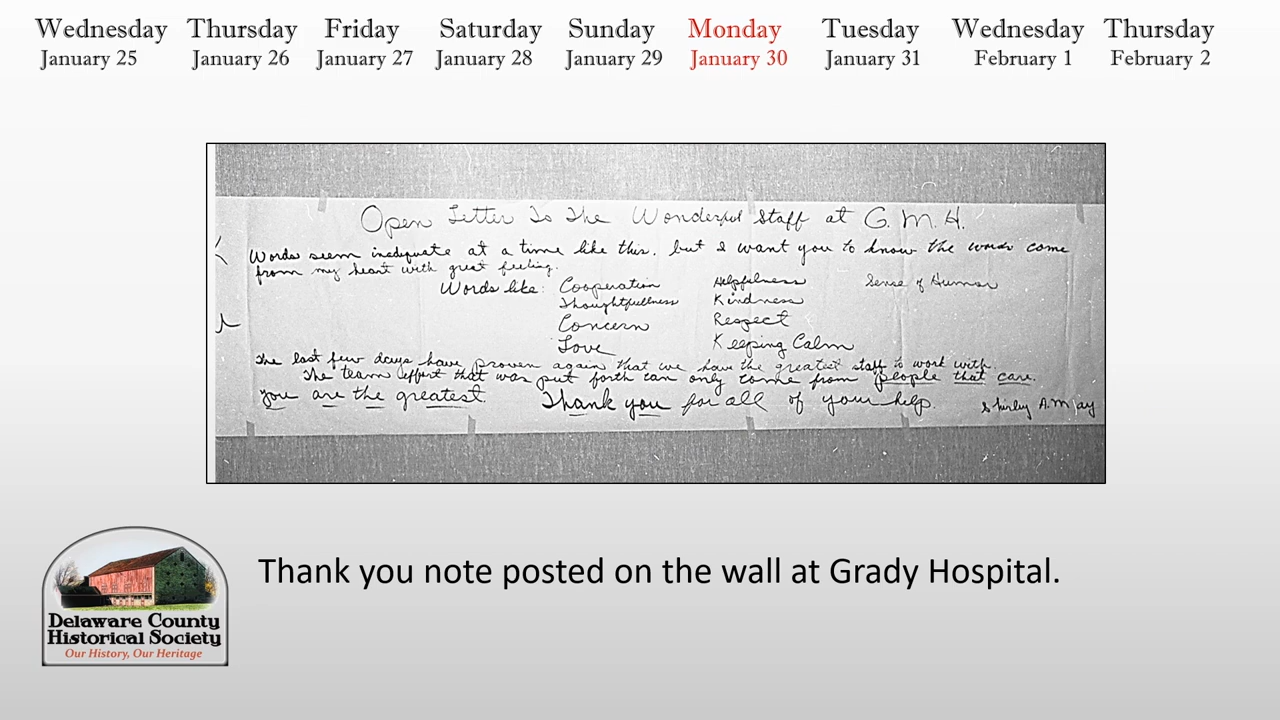 Wednesday Thursday Friday Saturday Sunday Monday Tuesday Wednesday Thursday
January 25 January 26 January 27 January 28 January 29 January 30 January 31 February 1 February 2
Open Letter To The Wonderful Staff at G. M. H.
Words seem inadequate at a time like this, but I want you to know the words come
from my heart with great feeling.
Words like: Cooperation Helpfulness Sense of Humor
Thoughtfullness Kindness
Concern Respect
Love Keeping Calm
The last few days have proven again that we have the greatest staff to work with.
The team effort that was put forth can only come from people that care.
You are the greatest. Thank you for all of your help. Shirley A. May
Thank you note posted on the wall at Grady Hospital.
Delaware County
Historical Society
Our History, Our Heritage